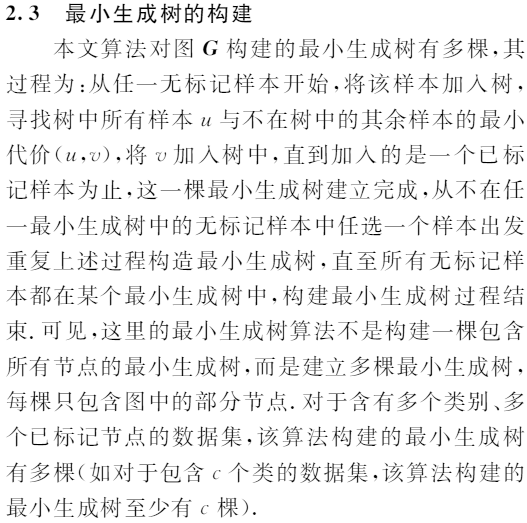 2.3 最小生成树的构建
本文算法对图 G 构建的最小生成树有多棵,其
过程为:从任一无标记样本开始,将该样本加入树,
寻找树中所有样本 u 与不在树中的其余样本的最小
代价(u,v),将 v 加入树中,直到加入的是一个已标
记样本为止,这一棵最小生成树建立完成,从不在任
一最小生成树中的无标记样本中任选一个样本出发
重复上述过程构造最小生成树,直至所有无标记样
本都在某个最小生成树中,构建最小生成树过程结
束.可见,这里的最小生成树算法不是构建一棵包含
所有节点的最小生成树,而是建立多棵最小生成树,
每棵只包含图中的部分节点.对于含有多个类别、多
个已标记节点的数据集,该算法构建的最小生成树
有多棵(如对于包含 c 个类的数据集,该算法构建的
最小生成树至少有 c 棵).